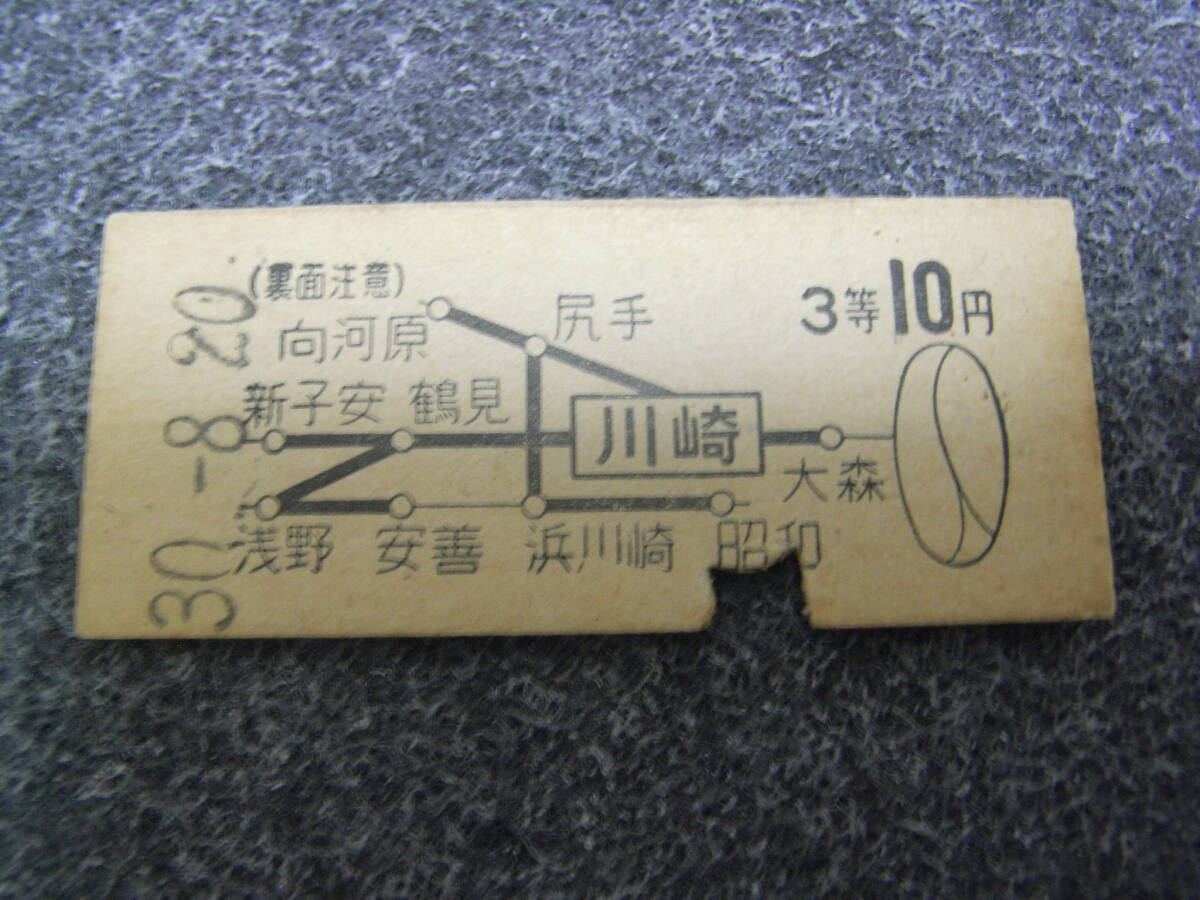 (裏面注意)
3等10円
向河原
尻手
新子安
鶴見
川崎
大森
浅野
安善
浜川崎
昭和
30-8 20